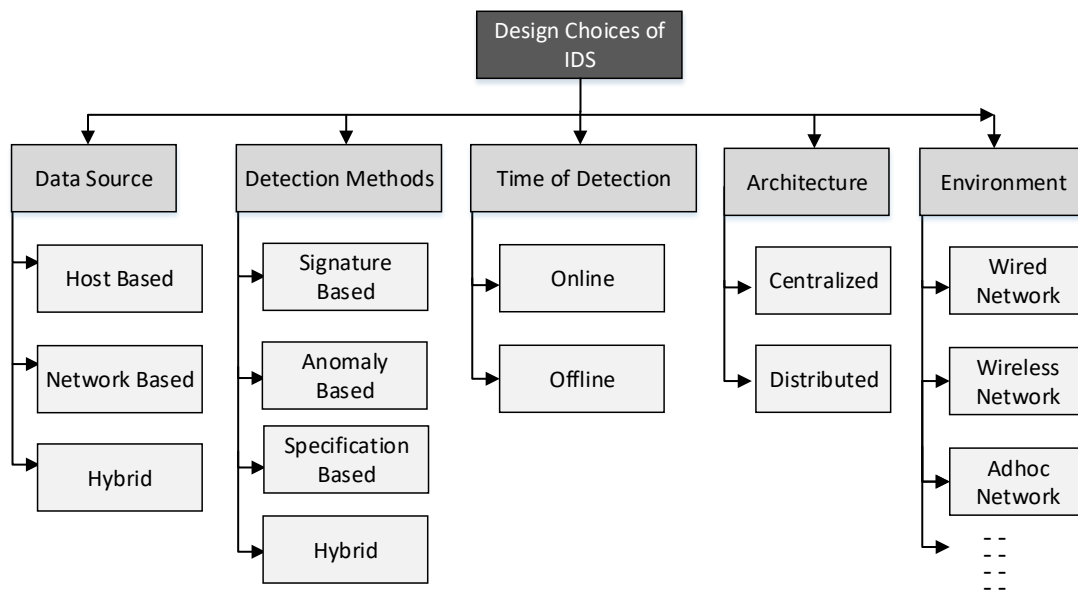 Design Choices of
IDS
Data Source
Detection Methods
Time of Detection
Architecture
Environment
Host Based
Network Based
Hybrid
Signature
Based
Anomaly
Based
Specification
Based
Hybrid
Online
Offline
Centralized
Distributed
Wired
Network
Wireless
Network
Adhoc
Network
- -
- -
- -
- -